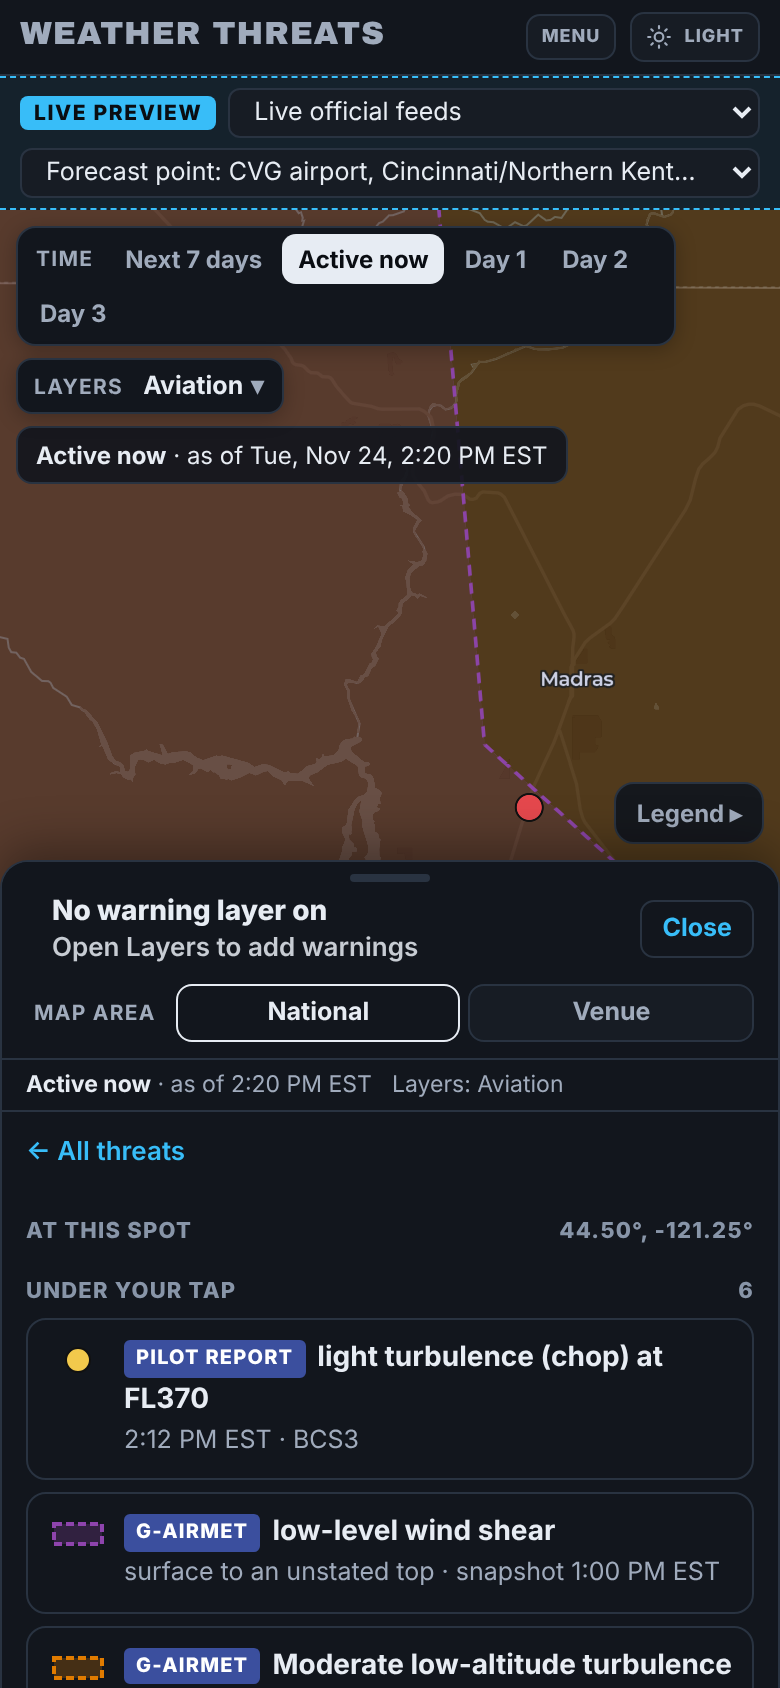 WEATHER THREATS
MENU
LIGHT
LIVE PREVIEW
Live official feeds
Forecast point: CVG airport, Cincinnati/Northern Kent...
TIME Next 7 days Active now Day 1 Day 2
Day 3
LAYERS Aviation ▾
Active now · as of Tue, Nov 24, 2:20 PM EST
Madras
Legend ▸
No warning layer on
Open Layers to add warnings
Close
MAP AREA National Venue
Active now · as of 2:20 PM EST Layers: Aviation
← All threats
AT THIS SPOT 44.50°, -121.25°
UNDER YOUR TAP 6
PILOT REPORT light turbulence (chop) at
FL370
2:12 PM EST · BCS3
G-AIRMET low-level wind shear
surface to an unstated top · snapshot 1:00 PM EST
G-AIRMET Moderate low-altitude turbulence